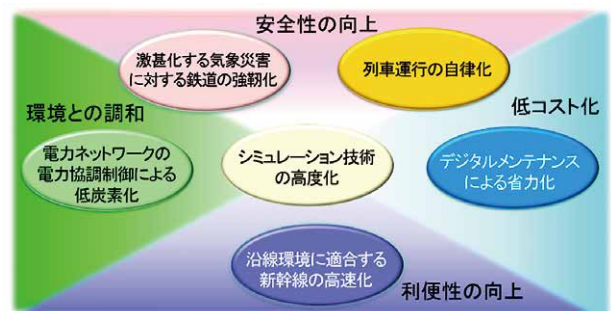 安全性の向上
激甚化する気象災害
に対する鉄道の強靭化
列車運行の自律化
環境との調和
低コスト化
電力ネットワークの
電力協調制御による
低炭素化
シミュレーション技術
の高度化
デジタルメンテナンス
による省力化
沿線環境に適合する
新幹線の高速化
利便性の向上